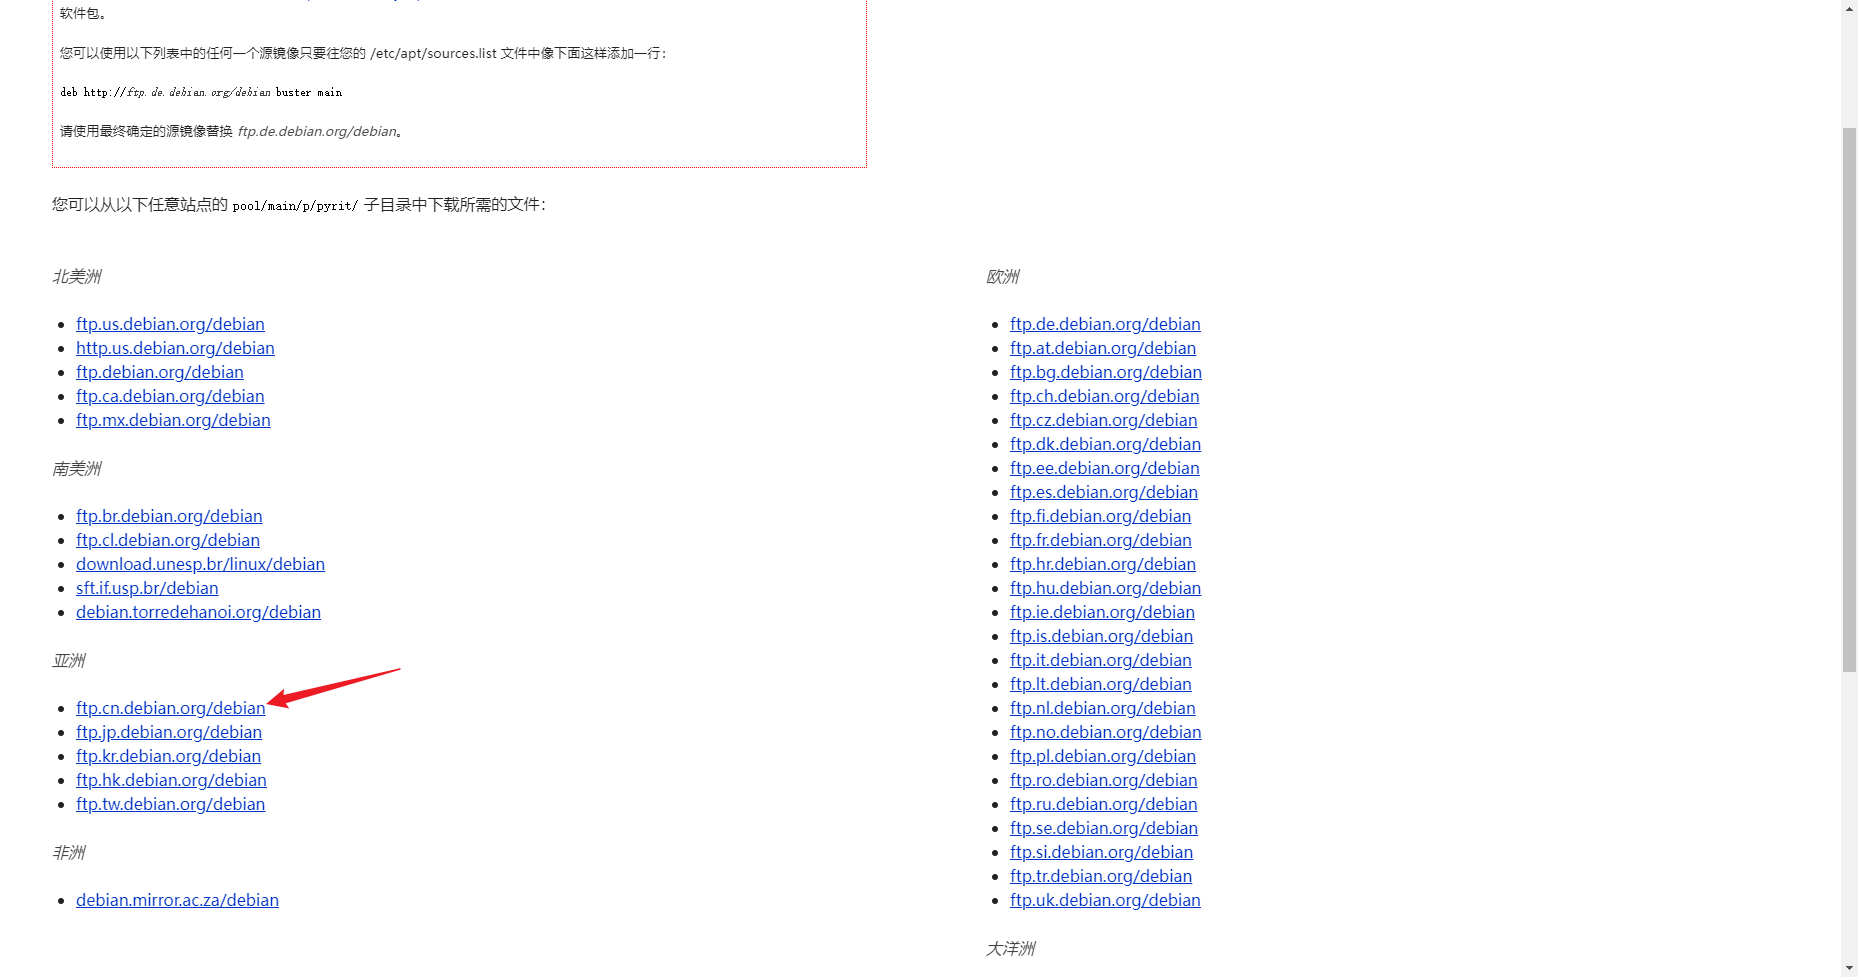 软件包。
您可以使用以下列表中的任何一个源镜像只要往您的 /etc/apt/sources.list 文件中像下面这样添加一行：
deb http://ftp.de.debian.org/debian buster main
请使用最终确定的源镜像替换 ftp.de.debian.org/debian。
您可以从以下任意站点的 pool/main/p/pyrit/ 子目录中下载所需的文件：
北美洲
ftp.us.debian.org/debian
http.us.debian.org/debian
ftp.debian.org/debian
ftp.ca.debian.org/debian
ftp.mx.debian.org/debian
南美洲
ftp.br.debian.org/debian
ftp.cl.debian.org/debian
download.unesp.br/linux/debian
sft.if.usp.br/debian
debian.torredehanoi.org/debian
亚洲
ftp.cn.debian.org/debian
ftp.jp.debian.org/debian
ftp.kr.debian.org/debian
ftp.hk.debian.org/debian
ftp.tw.debian.org/debian
非洲
debian.mirror.ac.za/debian
欧洲
ftp.de.debian.org/debian
ftp.at.debian.org/debian
ftp.bg.debian.org/debian
ftp.ch.debian.org/debian
ftp.cz.debian.org/debian
ftp.dk.debian.org/debian
ftp.ee.debian.org/debian
ftp.es.debian.org/debian
ftp.fi.debian.org/debian
ftp.fr.debian.org/debian
ftp.hr.debian.org/debian
ftp.hu.debian.org/debian
ftp.ie.debian.org/debian
ftp.is.debian.org/debian
ftp.it.debian.org/debian
ftp.lt.debian.org/debian
ftp.nl.debian.org/debian
ftp.no.debian.org/debian
ftp.pl.debian.org/debian
ftp.ro.debian.org/debian
ftp.ru.debian.org/debian
ftp.se.debian.org/debian
ftp.si.debian.org/debian
ftp.tr.debian.org/debian
ftp.uk.debian.org/debian
大洋洲